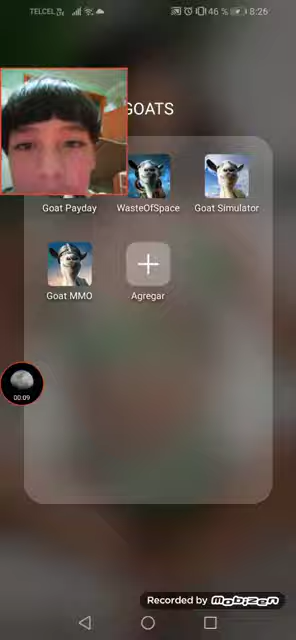 TELCEL
46 %
8:26
GOATS
Goat Payday
WasteOfSpace
Goat Simulator
Goat MMO
Agregar
00:09
Recorded by MOBIZEN